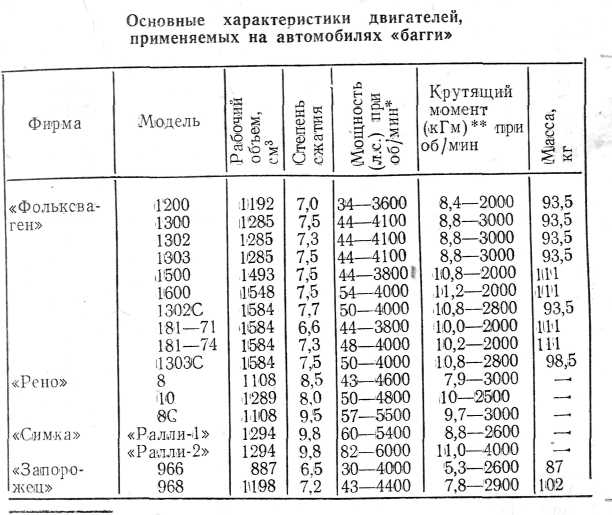 Основные характеристики двигателей,
применяемых на автомобилях «багги»
Фирма Модель Рабочий объем, см³ Степень сжатия Мощность (л.с.) при об/мин* Крутящий момент (кГм)** при об/мин Масса, кг
«Фольксва- 1200 1192 7,0 34—3600 8,4—2000 93,5
ген» 1300 1285 7,5 44—4100 8,8—3000 93,5
1302 1285 7,3 44—4100 8,8—3000 93,5
1303 1285 7,5 44—4100 8,8—3000 93,5
1500 1493 7,5 44—3800 10,8—2000 111
1600 1548 7,5 54—4000 11,2—2000 111
1302С 1584 7,7 50—4000 10,8—2800 93,5
181—71 1584 6,6 44—3800 10,0—2000 111
181—74 1584 7,3 48—4000 10,2—2000 111
1303С 1584 7,5 50—4000 10,8—2800 98,5
«Рено» 8 1108 8,5 43—4600 7,9—3000 —
10 1289 8,0 50—4800 10—2500 —
8С 1108 9,5 57—5500 9,7—3000 —
«Симка» «Ралли-1» 1294 9,8 60—5400 8,8—2600 —
«Ралли-2» 1294 9,8 82—6000 11,0—4000 —
«Запоро- 966 887 6,5 30—4000 5,3—2600 87
жец» 968 1198 7,2 43—4400 7,8—2900 102